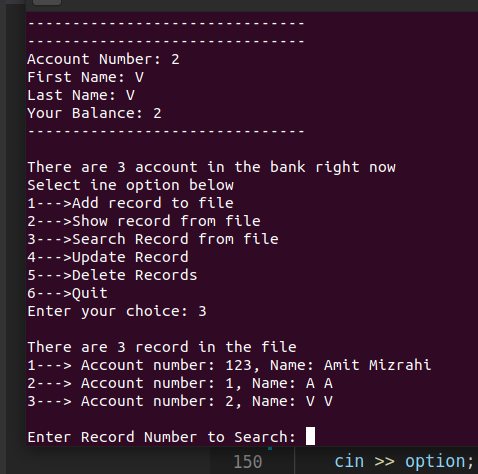 -------------------------------
-------------------------------
Account Number: 2
First Name: V
Last Name: V
Your Balance: 2
-------------------------------
There are 3 account in the bank right now
Select ine option below
1--->Add record to file
2--->Show record from file
3--->Search Record from file
4--->Update Record
5--->Delete Records
6--->Quit
Enter your choice: 3
There are 3 record in the file
1---> Account number: 123, Name: Amit Mizrahi
2---> Account number: 1, Name: A A
3---> Account number: 2, Name: V V
Enter Record Number to Search:
150 cin >> option;